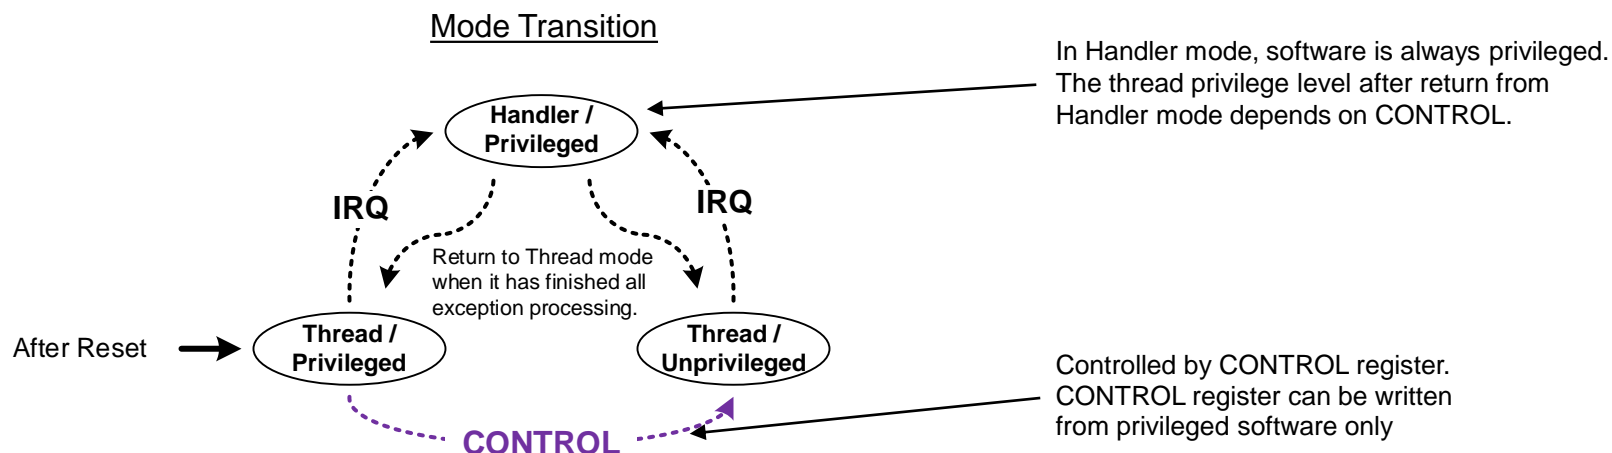 Mode Transition
In Handler mode, software is always privileged.
The thread privilege level after return from
Handler mode depends on CONTROL.
Handler /
Privileged
IRQ
IRQ
Return to Thread mode
when it has finished all
exception processing.
After Reset
Thread /
Privileged
Thread /
Unprivileged
Controlled by CONTROL register.
CONTROL register can be written
from privileged software only
CONTROL